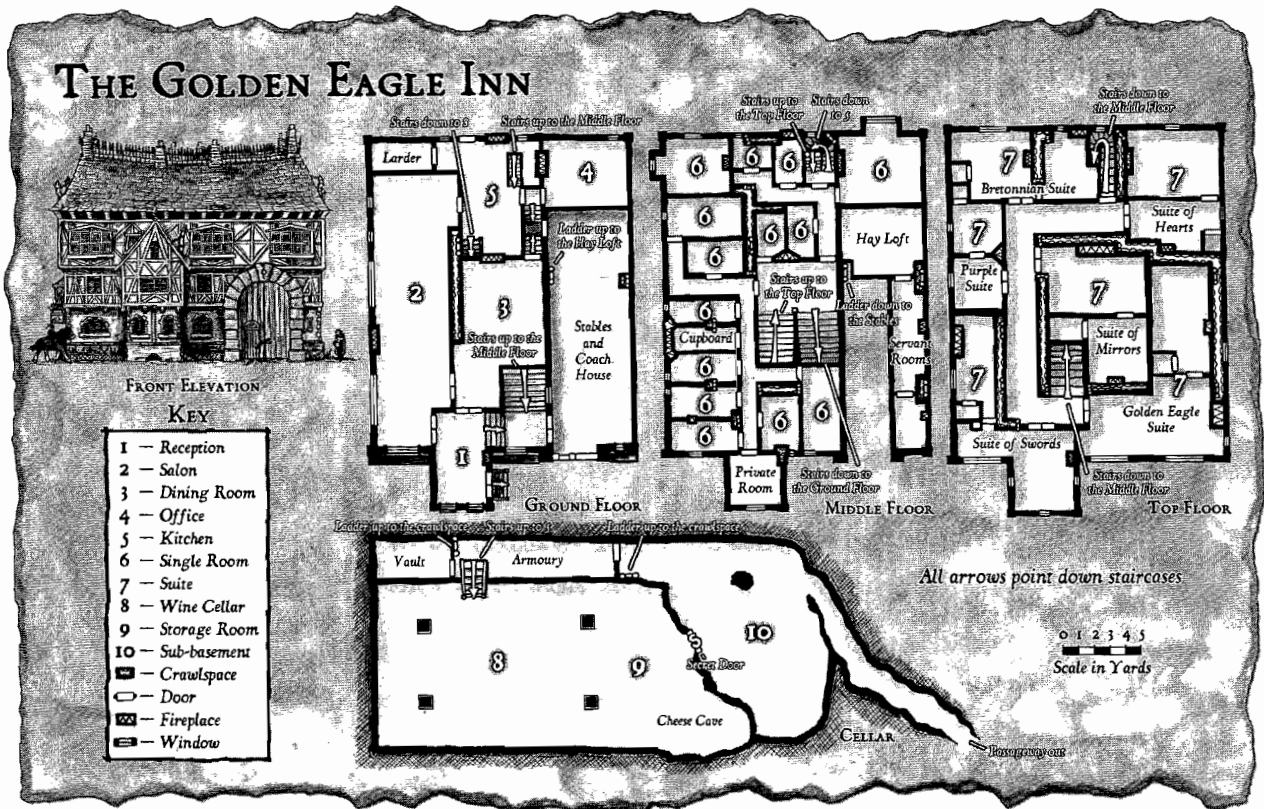 THE GOLDEN EAGLE INN
FRONT ELEVATION
KEY
1 – Reception
2 – Salon
3 – Dining Room
4 – Office
5 – Kitchen
6 – Single Room
7 – Suite
8 – Wine Cellar
9 – Storage Room
10 – Sub-basement
– Crawlspace
– Door
– Fireplace
– Window
Stairs down to 8
Stairs up to the Middle Floor
Larder
5
4
Ladder up to
the Hay Loft
2
3
Stairs up to the
Middle Floor
Stables
and
Coach
House
1
GROUND FLOOR
Stairs up to
the Top Floor
Stairs down
to 5
6
6
6
6
6
6
6
Hay Loft
6
Stairs up to
the Top Floor
Ladder down to
the Stables
6
Cupboard
Servant
Rooms
6
6
6
6
6
Private
Room
Stairs down to
the Ground Floor
MIDDLE FLOOR
Stairs down to
the Middle Floor
7
Bretonnian Suite
7
7
Suite of
Hearts
Purple
Suite
7
Suite of
Mirrors
7
7
Golden Eagle
Suite
Suite of Swords
Stairs down to
the Middle Floor
TOP FLOOR
Ladder up to the crawlspace
Stairs up to 5
Ladder up to the crawlspace
Vault
Armoury
10
8
9
Secret Door
S
Cheese Cave
CELLAR
Passageway out
All arrows point down staircases
0 1 2 3 4 5
Scale in Yards